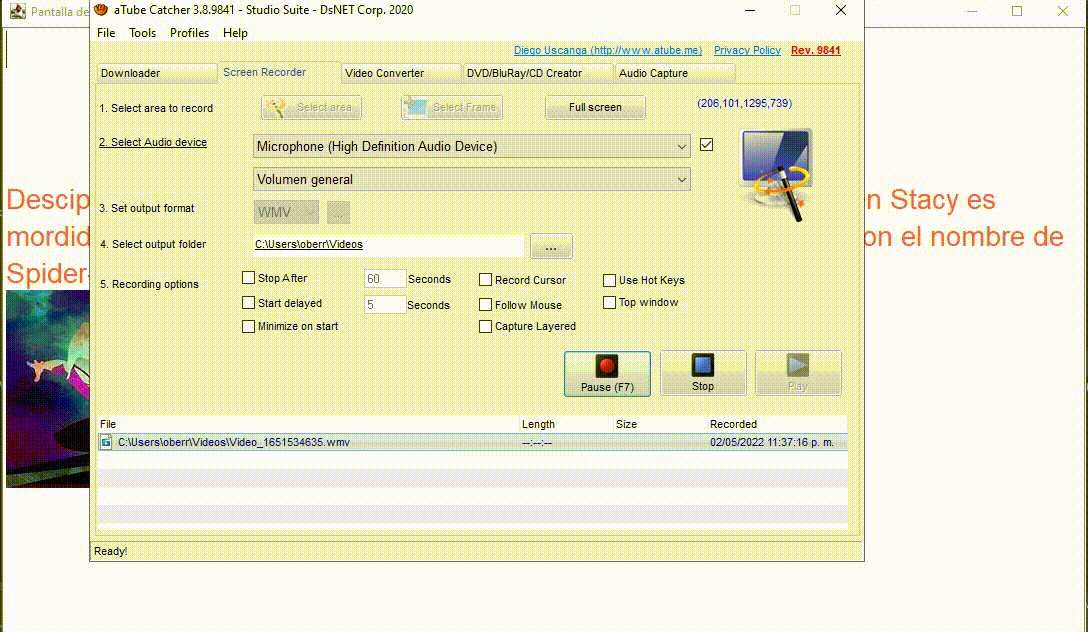 Pantalla de
aTube Catcher 3.8.9841 - Studio Suite - DsNET Corp. 2020
File Tools Profiles Help
Diego Uscanga (http://www.atube.me) Privacy Policy Rev. 9841
Downloader Screen Recorder Video Converter DVD/BluRay/CD Creator Audio Capture
1. Select area to record Select area Select Frame Full screen (206,101,1295,739)
2. Select Audio device Microphone (High Definition Audio Device)
Volumen general
Descip n Stacy es
3. Set output format WMV ...
mordid on el nombre de
4. Select output folder C:\Users\oberr\Videos ...
Spider-
5. Recording options Stop After 60 Seconds Record Cursor Use Hot Keys
Start delayed 5 Seconds Follow Mouse Top window
Minimize on start Capture Layered
Pause (F7) Stop Play
File Length Size Recorded
C:\Users\oberr\Videos\Video_1651534635.wmv --:--:-- 02/05/2022 11:37:16 p. m.
Ready!